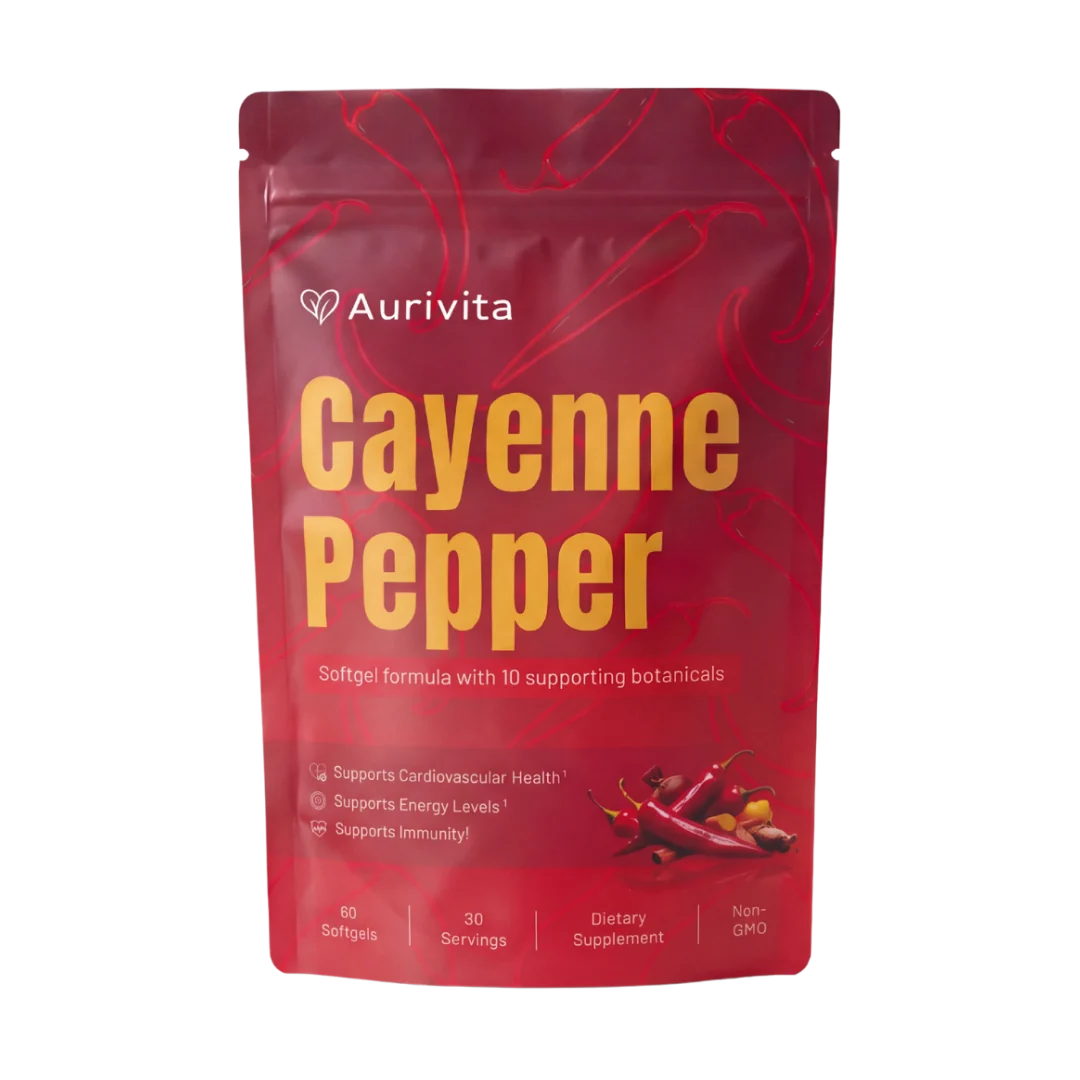 Aurivita
Cayenne
Pepper
Softgel formula with 10 supporting botanicals
Supports Cardiovascular Health¹
Supports Energy Levels¹
Supports Immunity!
60
Softgels
30
Servings
Dietary
Supplement
Non-
GMO